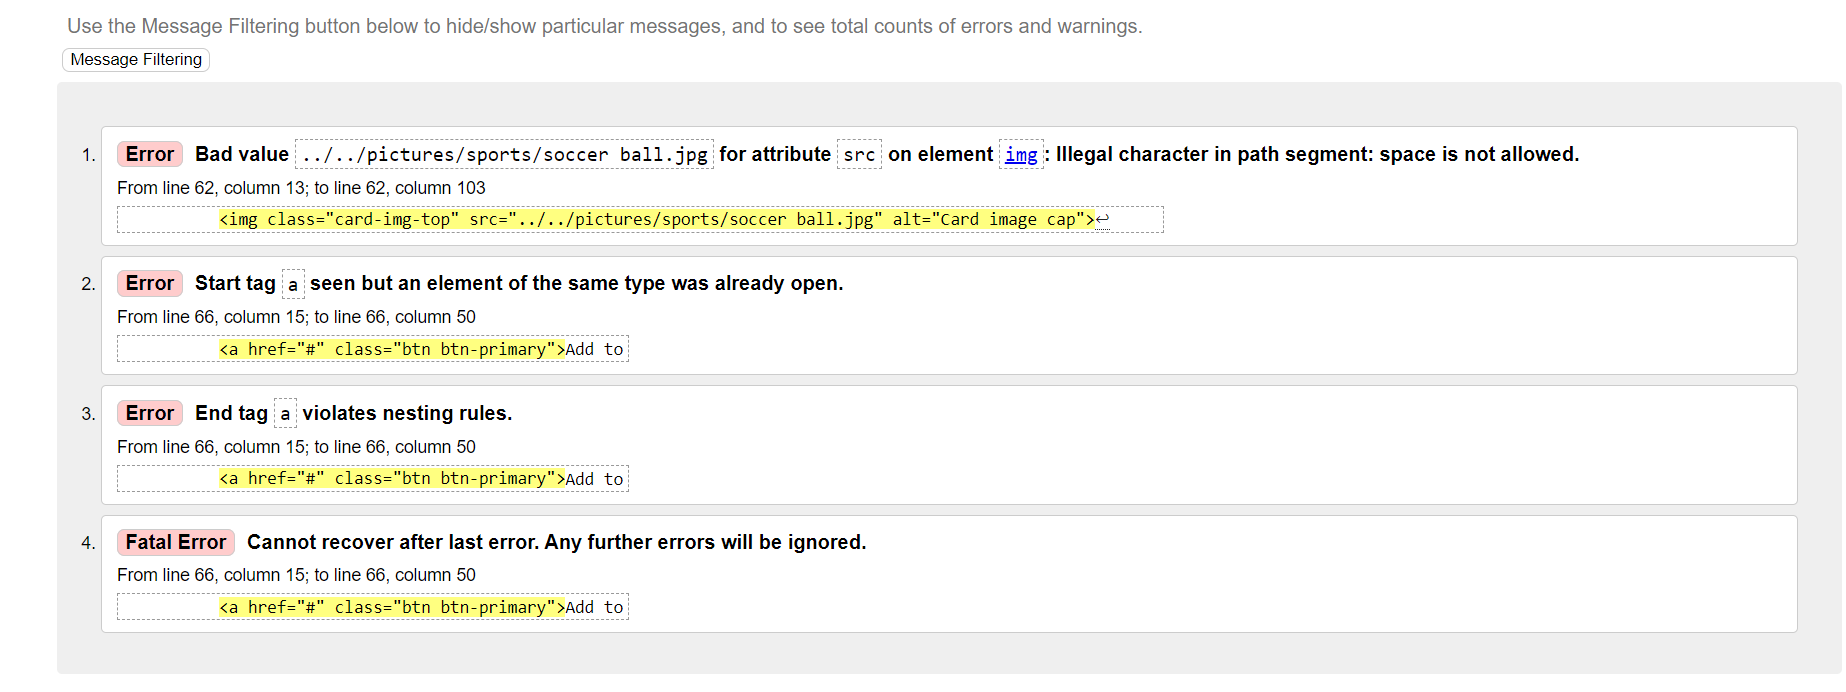 Use the Message Filtering button below to hide/show particular messages, and to see total counts of errors and warnings.
Message Filtering
1. Error Bad value ../../pictures/sports/soccer ball.jpg for attribute src on element img: Illegal character in path segment: space is not allowed.
From line 62, column 13; to line 62, column 103
<img class="card-img-top" src="../../pictures/sports/soccer ball.jpg" alt="Card image cap">↩
2. Error Start tag a seen but an element of the same type was already open.
From line 66, column 15; to line 66, column 50
<a href="#" class="btn btn-primary">Add to
3. Error End tag a violates nesting rules.
From line 66, column 15; to line 66, column 50
<a href="#" class="btn btn-primary">Add to
4. Fatal Error Cannot recover after last error. Any further errors will be ignored.
From line 66, column 15; to line 66, column 50
<a href="#" class="btn btn-primary">Add to